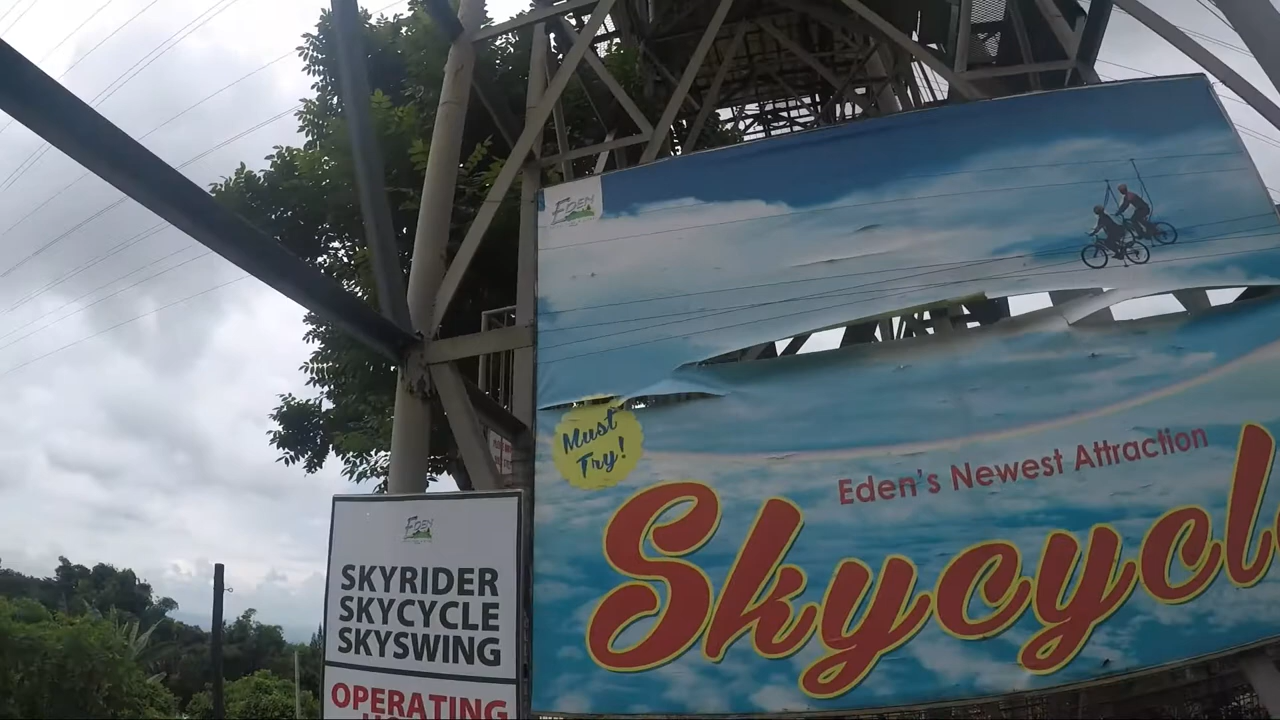 EDEN
Must
Try!
Eden's Newest Attraction
Skycycl
EDEN
SKYRIDER
SKYCYCLE
SKYSWING
OPERATING